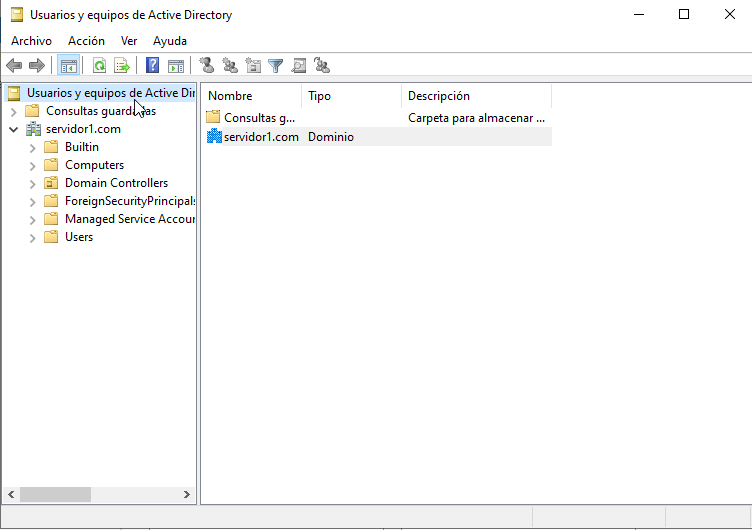 Usuarios y equipos de Active Directory
Archivo Acción Ver Ayuda
Usuarios y equipos de Active Dir
Consultas guardadas
servidor1.com
Builtin
Computers
Domain Controllers
ForeignSecurityPrincipals
Managed Service Accour
Users
Nombre Tipo Descripción
Consultas g... Carpeta para almacenar ...
servidor1.com Dominio